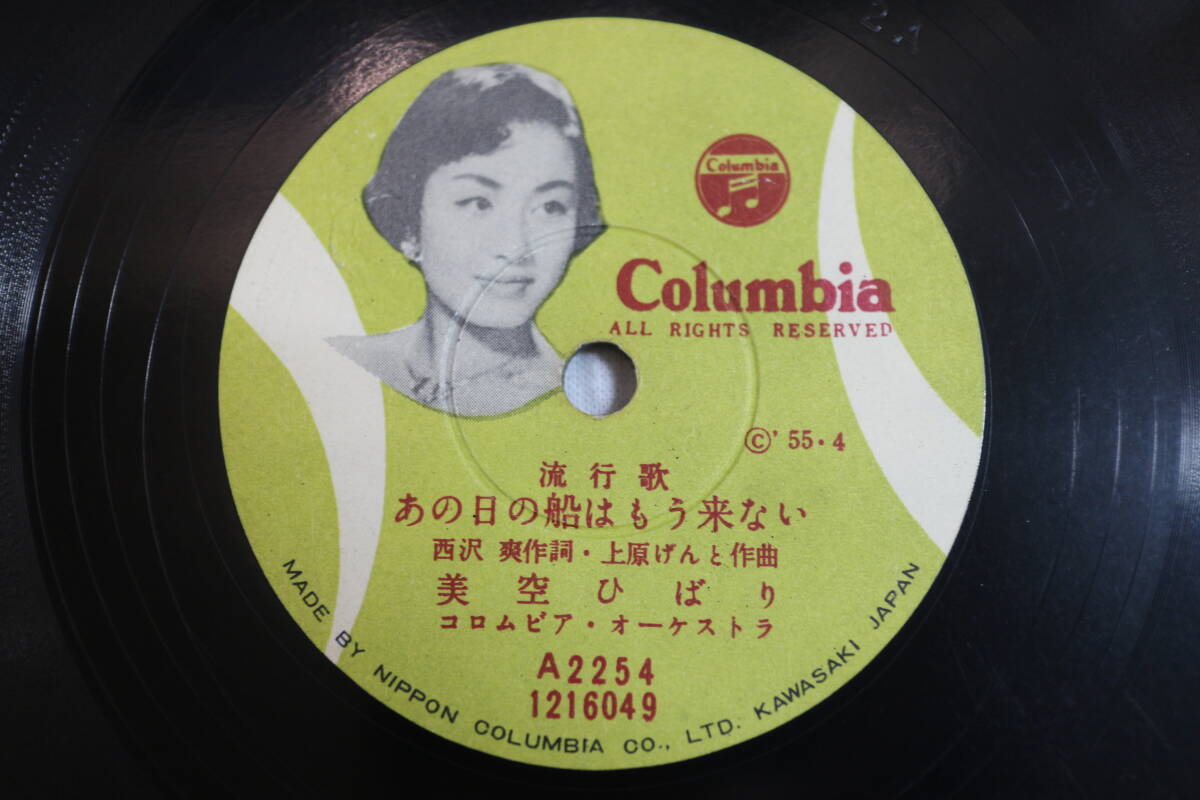 2.1
Columbia
Columbia
ALL RIGHTS RESERVED
©'55・4
流行歌
あの日の船はもう来ない
西沢 爽作詞・上原げんと作曲
美空ひばり
コロムビア・オーケストラ
A2254
1216049
MADE BY NIPPON COLUMBIA CO., LTD. KAWASAKI JAPAN